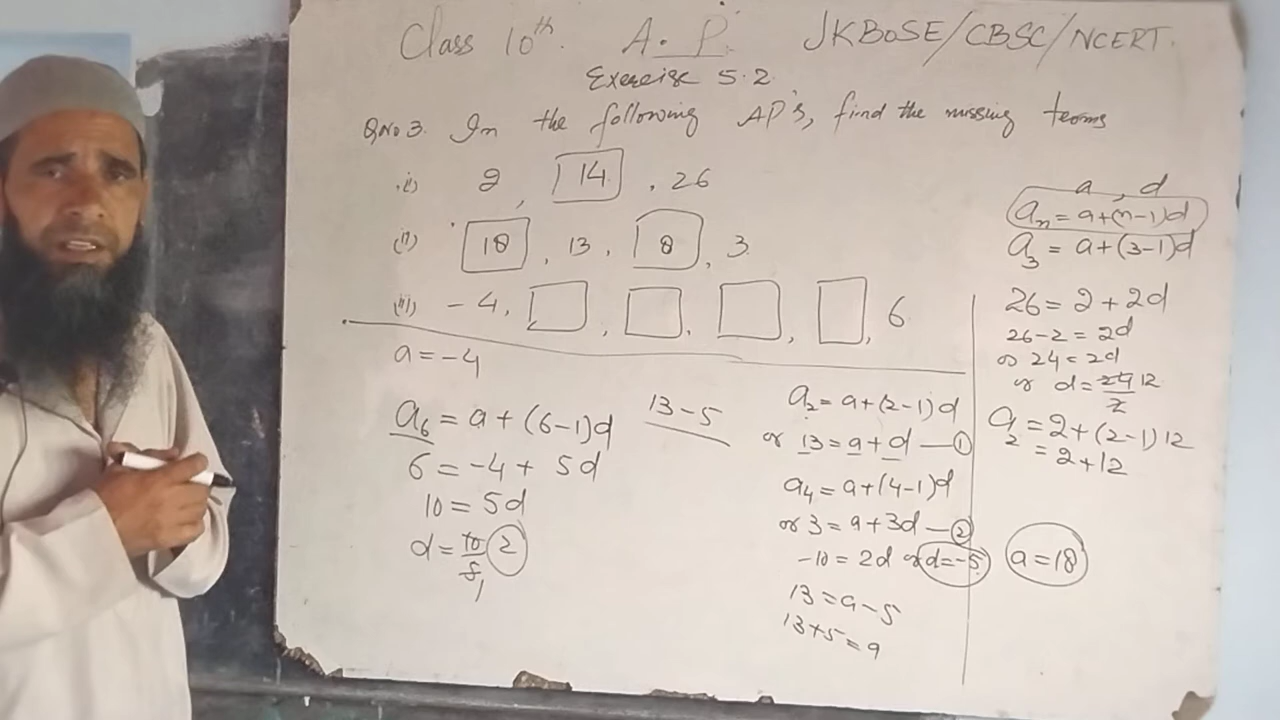 Class 10th. A.P. JKBOSE/CBSC/NCERT.
Exercise 5.2
QNo 3. In the following AP's, find the missing terms
(i) 2, 14, 26
(ii) 18, 13, 8, 3
(iii) -4, , , , , 6
a = -4
a6 = a + (6-1)d
6 = -4 + 5d
10 = 5d
d = 10/5 2
1
13-5
a2 = a + (2-1)d
or 13 = a + d — ①
a4 = a + (4-1)d
or 3 = a + 3d — ②
-10 = 2d or d = -5
13 = a - 5
13 + 5 = a
a, d
an = a + (n-1)d
a3 = a + (3-1)d
26 = 2 + 2d
26 - 2 = 2d
or 24 = 2d
or d = 24/2 12
a2 = 2 + (2-1)12
= 2 + 12
a = 18